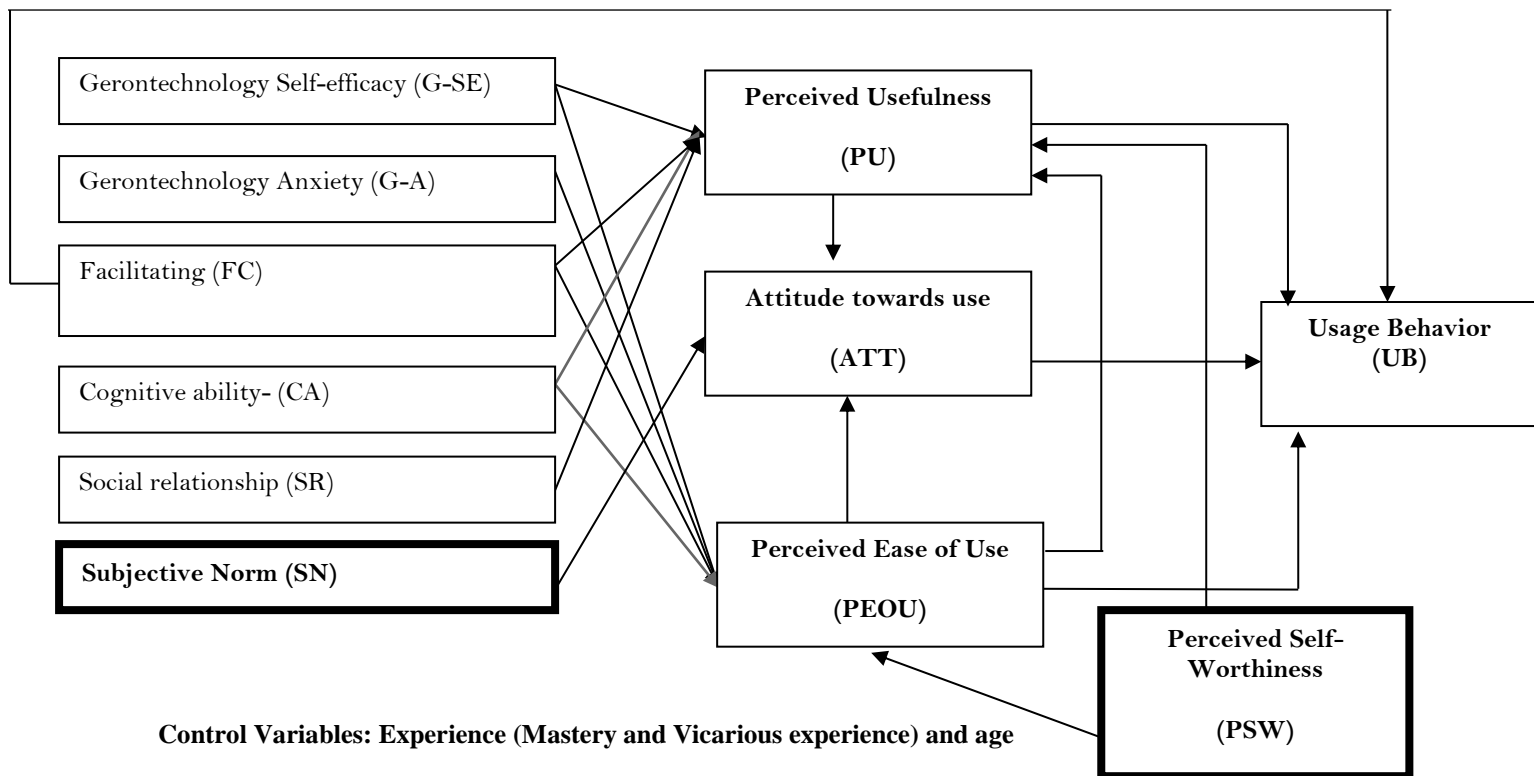 Gerontechnology Self-efficacy (G-SE)
Gerontechnology Anxiety (G-A)
Facilitating (FC)
Cognitive ability- (CA)
Social relationship (SR)
Subjective Norm (SN)
Perceived Usefulness
(PU)
Attitude towards use
(ATT)
Perceived Ease of Use
(PEOU)
Usage Behavior
(UB)
Perceived Self-
Worthiness
(PSW)
Control Variables: Experience (Mastery and Vicarious experience) and age